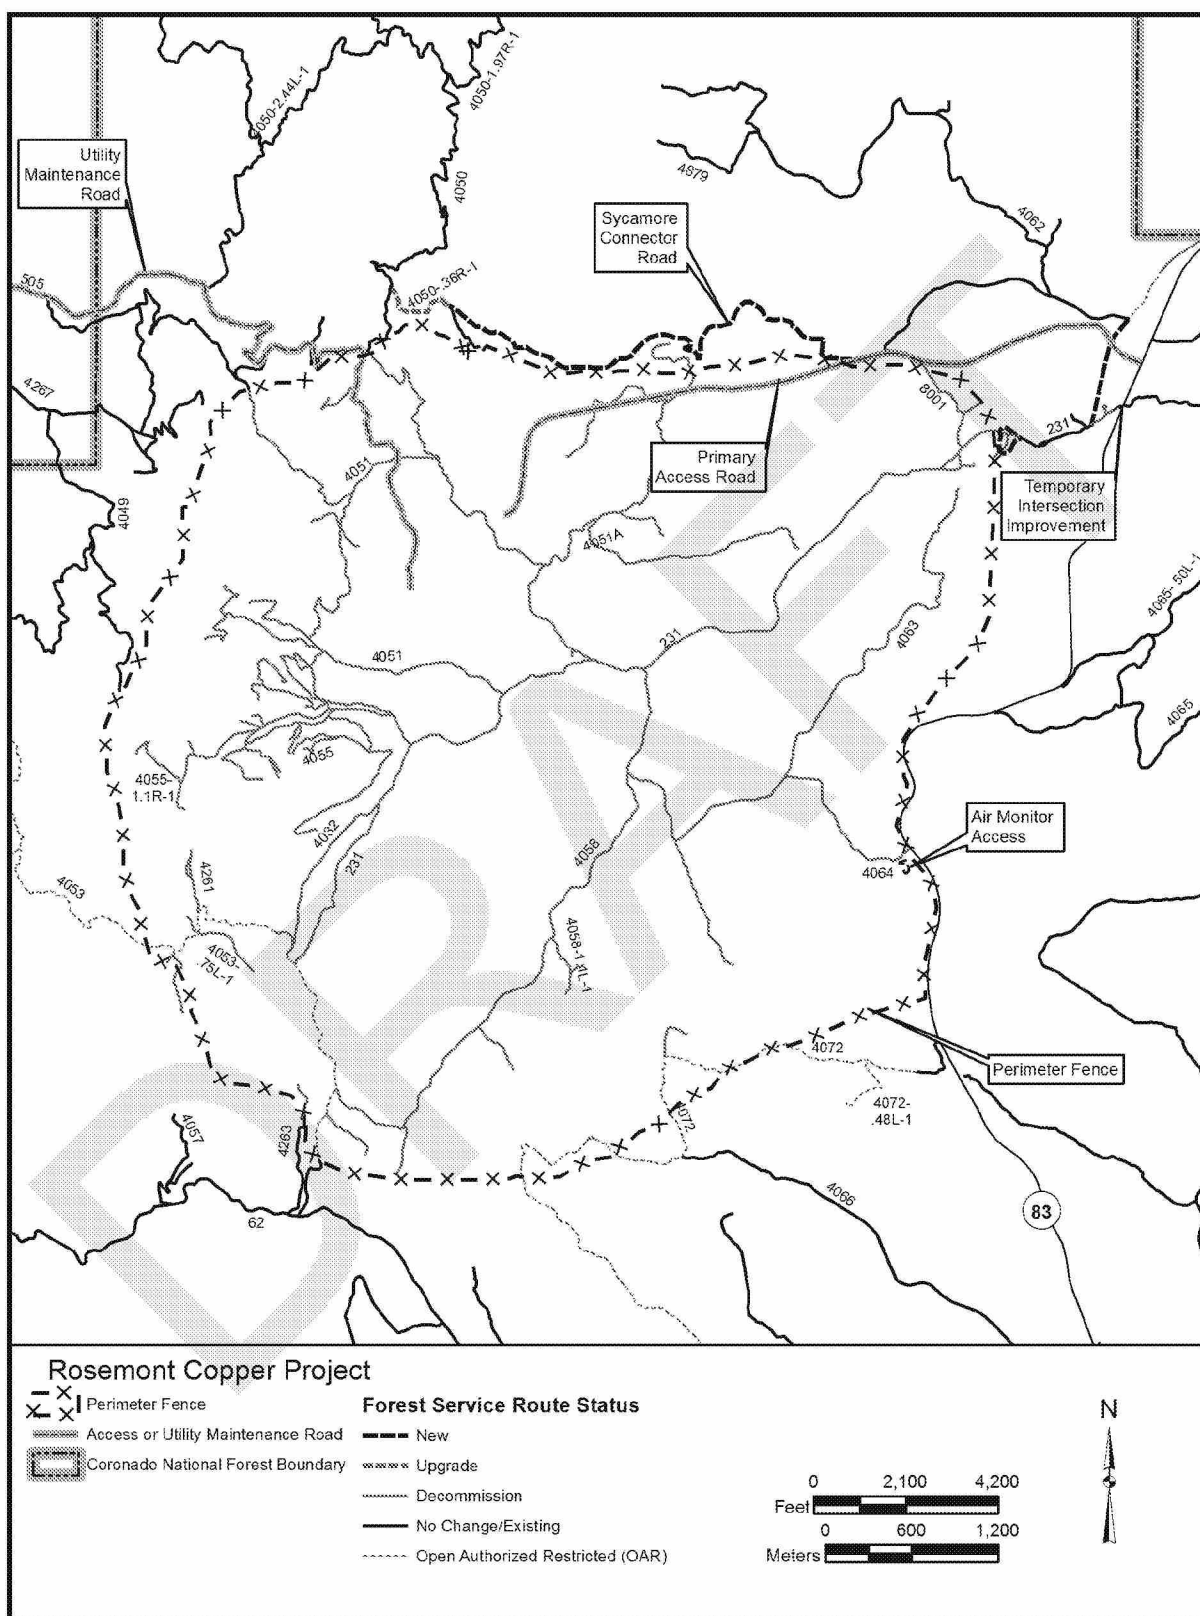 4050-2.44L-1
4050-1.97R-1
Utility
Maintenance
Road
4050
4879
Sycamore
Connector
Road
4062
505
4050-.36R-1
4267
8001
231
4051
Primary
Access Road
Temporary
Intersection
Improvement
4049
4051A
4065-.50L-1
231
4063
4051
4065
4055
4055-
1.1R-1
4032
231
4058
Air Monitor
Access
4064
4053
4261
4053-
.75L-1
4058-1.4L-1
4072
Perimeter Fence
4072-
.48L-1
4072
4057
4263
4066
62
83
DRAFT
Rosemont Copper Project
Perimeter Fence
Access or Utility Maintenance Road
Coronado National Forest Boundary
Forest Service Route Status
New
Upgrade
Decommission
No Change/Existing
Open Authorized Restricted (OAR)
N
0 2,100 4,200
Feet
0 600 1,200
Meters